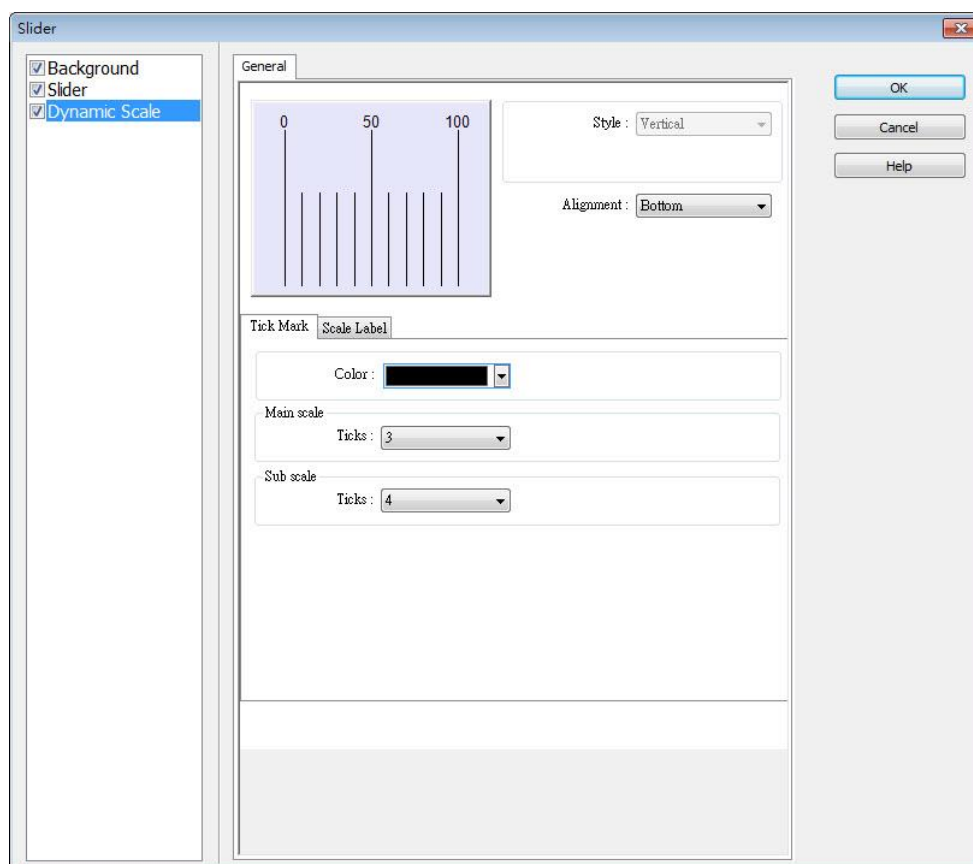 Slider
Background
Slider
Dynamic Scale
General
0 50 100
Style : Vertical
Alignment : Bottom
OK
Cancel
Help
Tick Mark Scale Label
Color :
Main scale
Ticks : 3
Sub scale
Ticks : 4